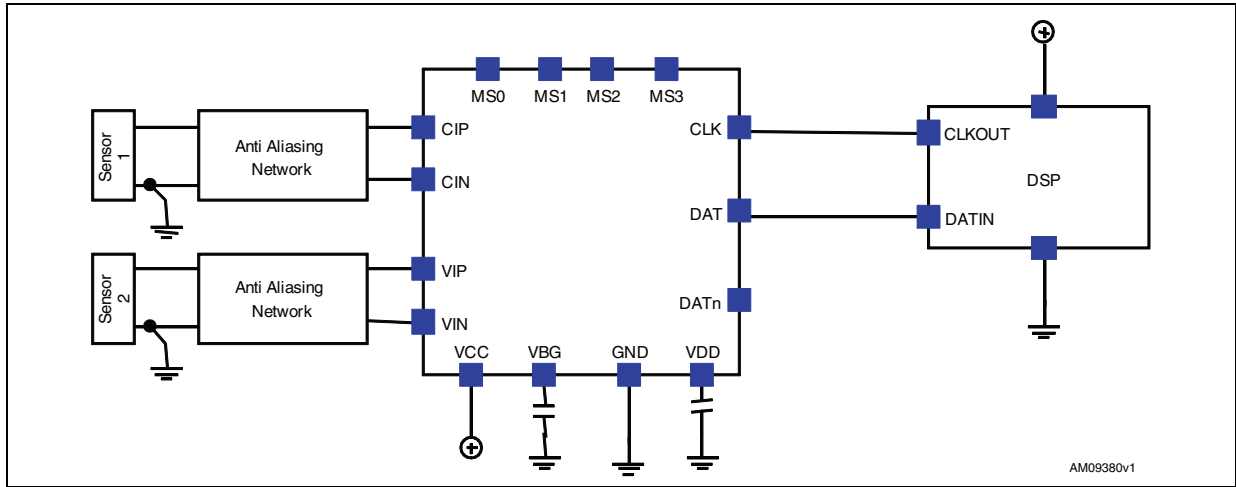 MS0
MS1
MS2
MS3
Sensor
1
Anti Aliasing
Network
CIP
CIN
CLK
DAT
DATn
CLKOUT
DSP
DATIN
Sensor
2
Anti Aliasing
Network
VIP
VIN
VCC
VBG
GND
VDD
AM09380v1